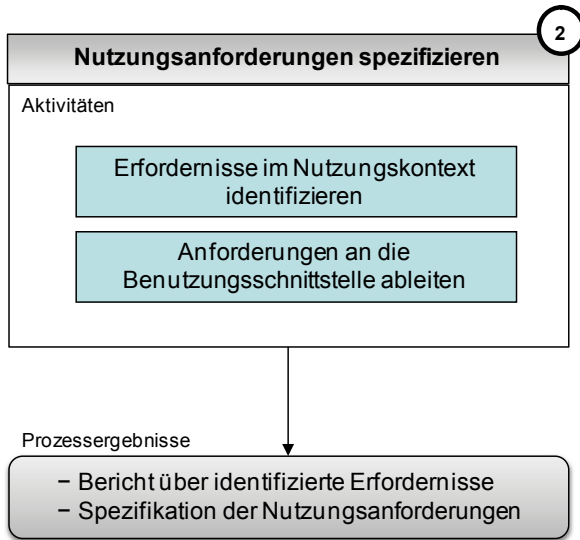 2
Nutzungsanforderungen spezifizieren
Aktivitäten
Erfordernisse im Nutzungskontext
identifizieren
Anforderungen an die
Benutzungsschnittstelle ableiten
Prozessergebnisse
− Bericht über identifizierte Erfordernisse
− Spezifikation der Nutzungsanforderungen